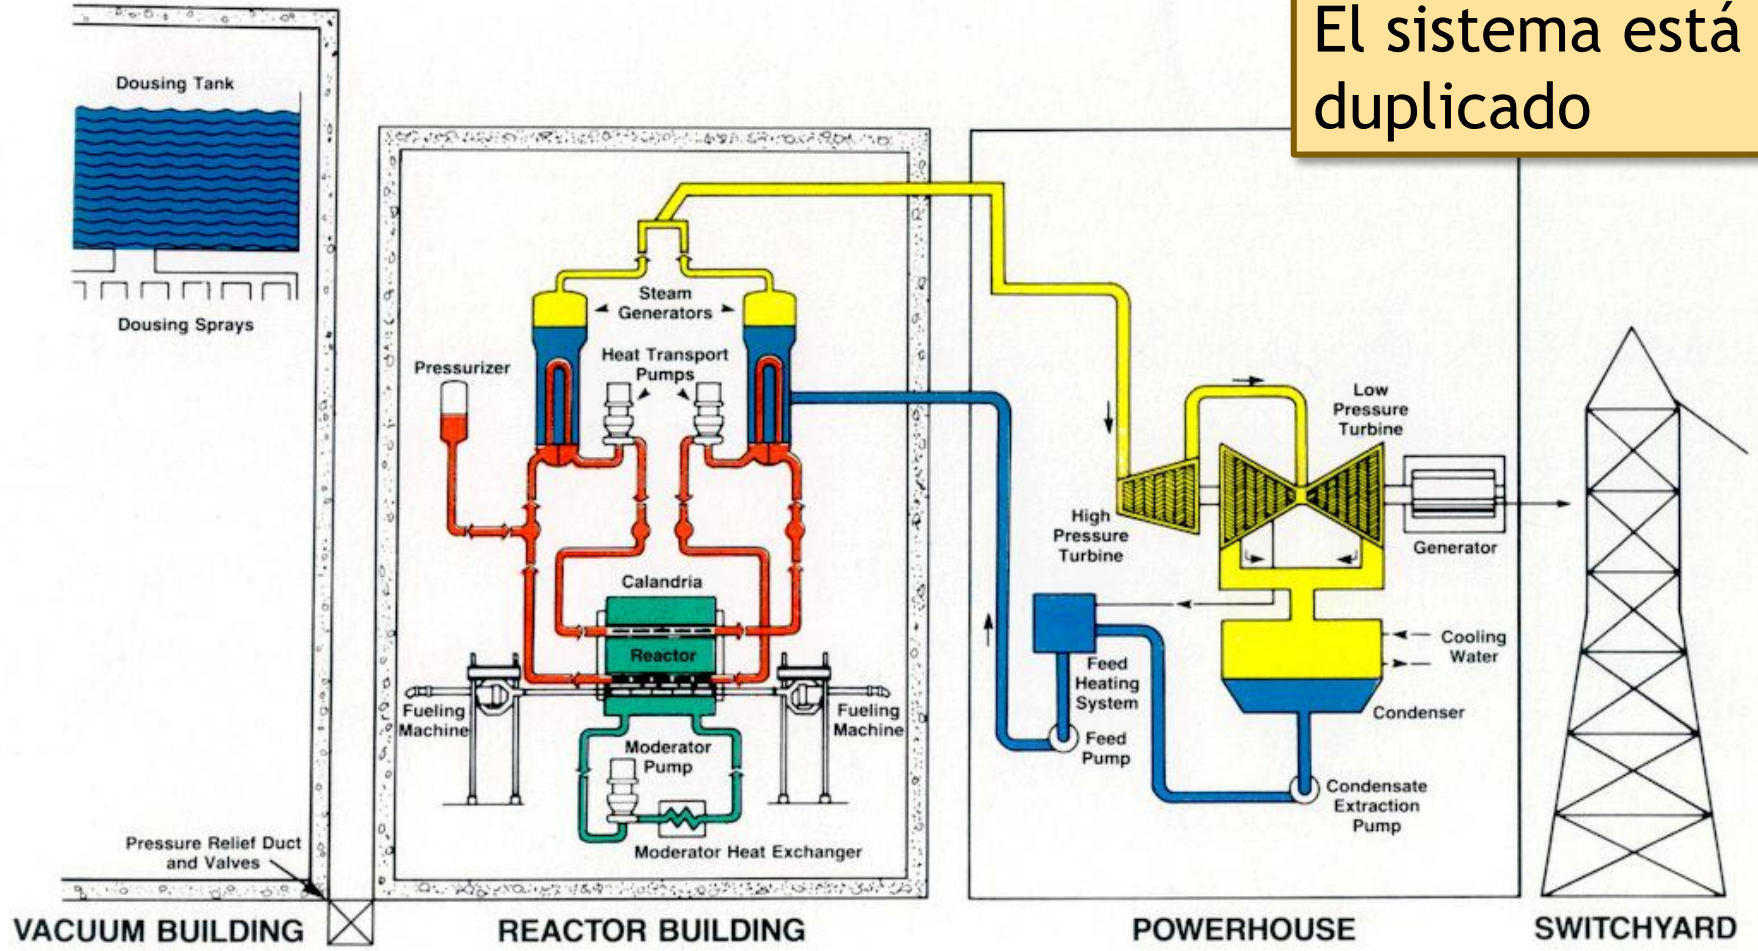 El sistema está
duplicado
Dousing Tank
Dousing Sprays
Pressure Relief Duct
and Valves
VACUUM BUILDING
Steam
Generators
Heat Transport
Pumps
Pressurizer
Calandria
Reactor
Fueling
Machine
Fueling
Machine
Moderator
Pump
Moderator Heat Exchanger
REACTOR BUILDING
Low
Pressure
Turbine
High
Pressure
Turbine
Generator
Cooling
Water
Feed
Heating
System
Condenser
Feed
Pump
Condensate
Extraction
Pump
POWERHOUSE
SWITCHYARD